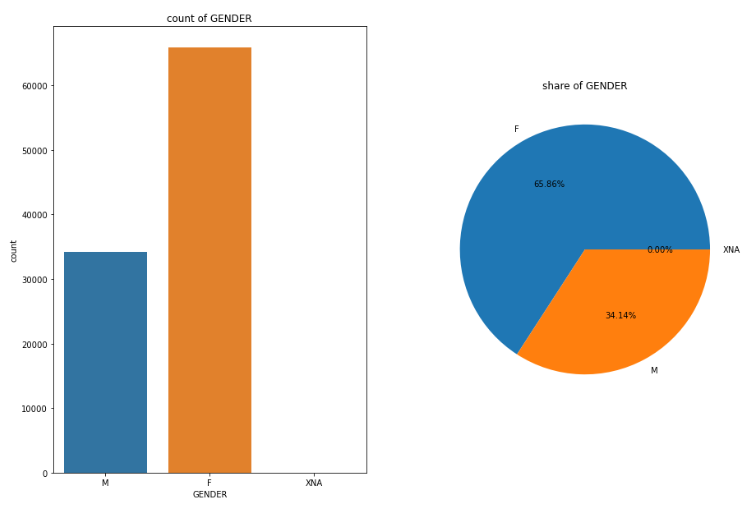 count of GENDER
60000
50000
40000
30000
20000
10000
0
count
M F XNA
GENDER
share of GENDER
F
65.86%
0.00% XNA
34.14%
M